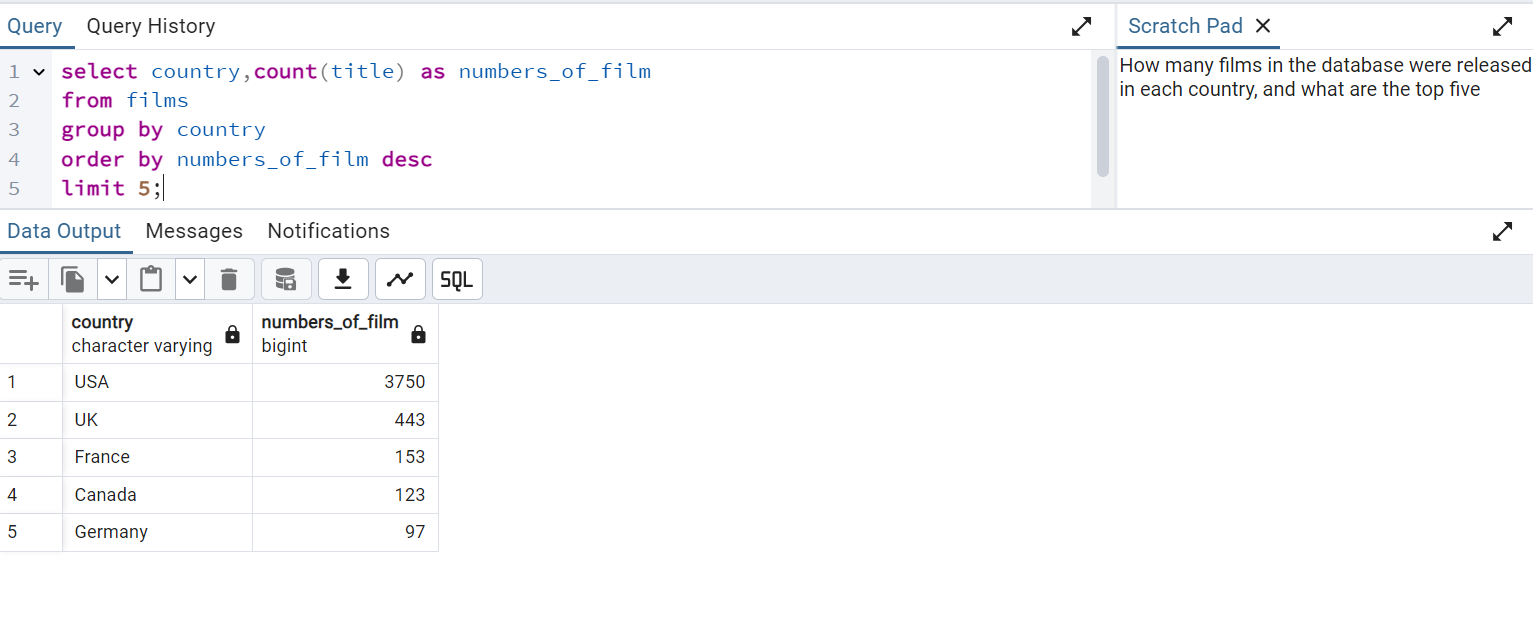 Query Query History
Scratch Pad
1 select country,count(title) as numbers_of_film
2 from films
3 group by country
4 order by numbers_of_film desc
5 limit 5;
How many films in the database were released
in each country, and what are the top five
Data Output Messages Notifications
SQL
country numbers_of_film
character varying bigint
1 USA 3750
2 UK 443
3 France 153
4 Canada 123
5 Germany 97